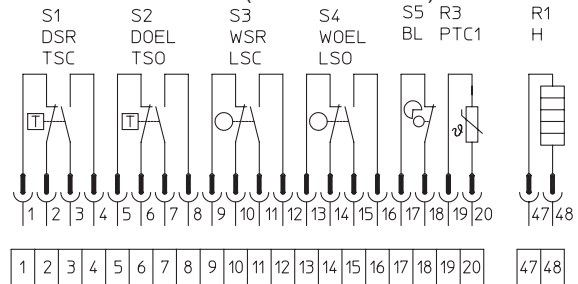 S1 S2 S3 S4 S5 R3 R1
DSR DOEL WSR WOEL BL PTC1 H
TSC TSO LSC LSO
T T ϑ
1 2 3 4 5 6 7 8 9 10 11 12 13 14 15 16 17 18 19 20 47 48
1 2 3 4 5 6 7 8 9 10 11 12 13 14 15 16 17 18 19 20 47 48